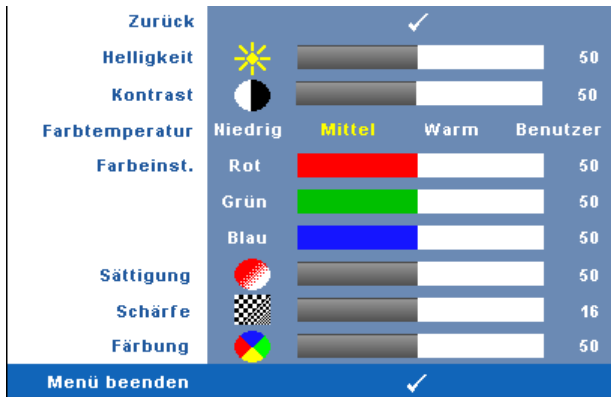 Zurück
Helligkeit 50
Kontrast 50
Farbtemperatur Niedrig Mittel Warm Benutzer
Farbeinst. Rot 50
Grün 50
Blau 50
Sättigung 50
Schärfe 16
Färbung 50
Menü beenden